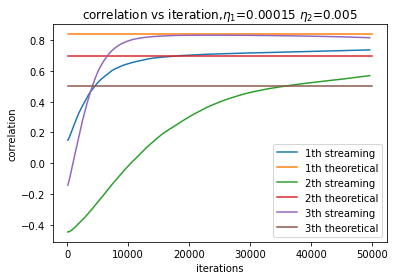 correlation vs iteration,η₁=0.00015 η₂=0.005
correlation
0.8
0.6
0.4
0.2
0.0
−0.2
−0.4
0
10000
20000
30000
40000
50000
iterations
1th streaming
1th theoretical
2th streaming
2th theoretical
3th streaming
3th theoretical